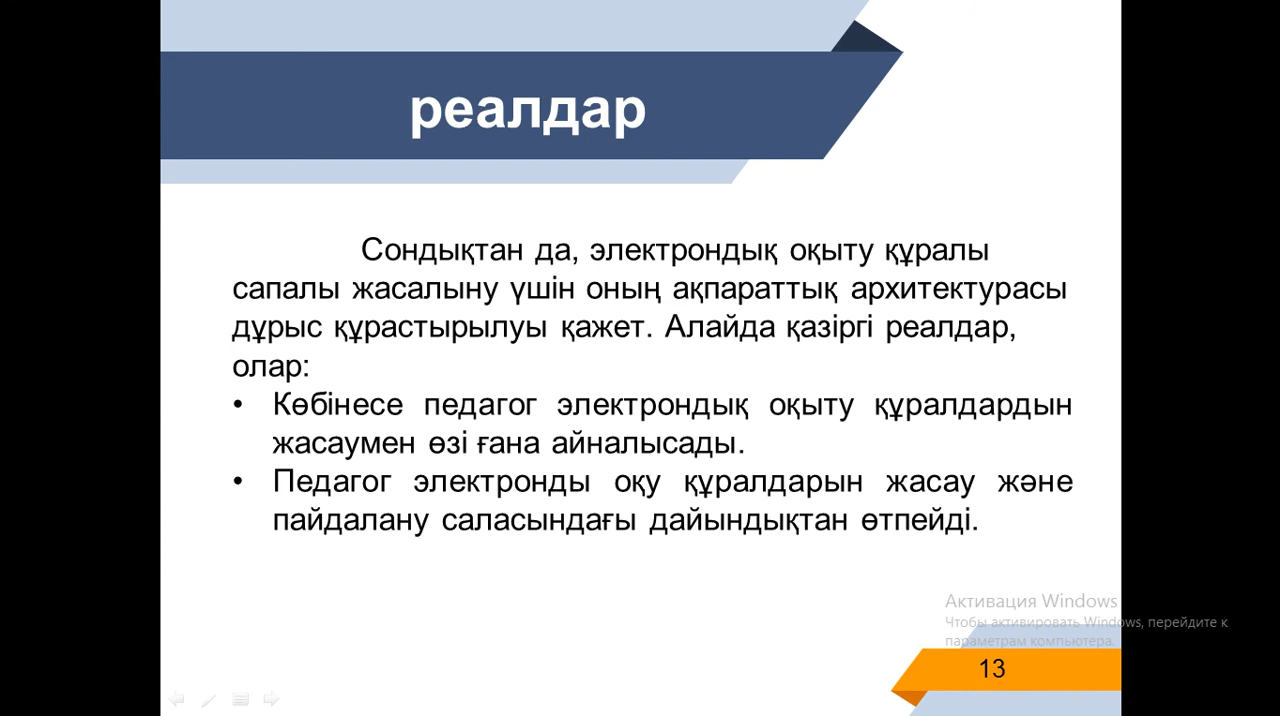 реалдар
Сондықтан да, электрондық оқыту құралы
сапалы жасалыну үшін оның ақпараттық архитектурасы
дұрыс құрастырылуы қажет. Алайда қазіргі реалдар,
олар:
• Көбінесе педагог электрондық оқыту құралдардын
жасаумен өзі ғана айналысады.
• Педагог электронды оқу құралдарын жасау және
пайдалану саласындағы дайындықтан өтпейді.
Активация Windows
Чтобы активировать Windows, перейдите к
параметрам компьютера.
13